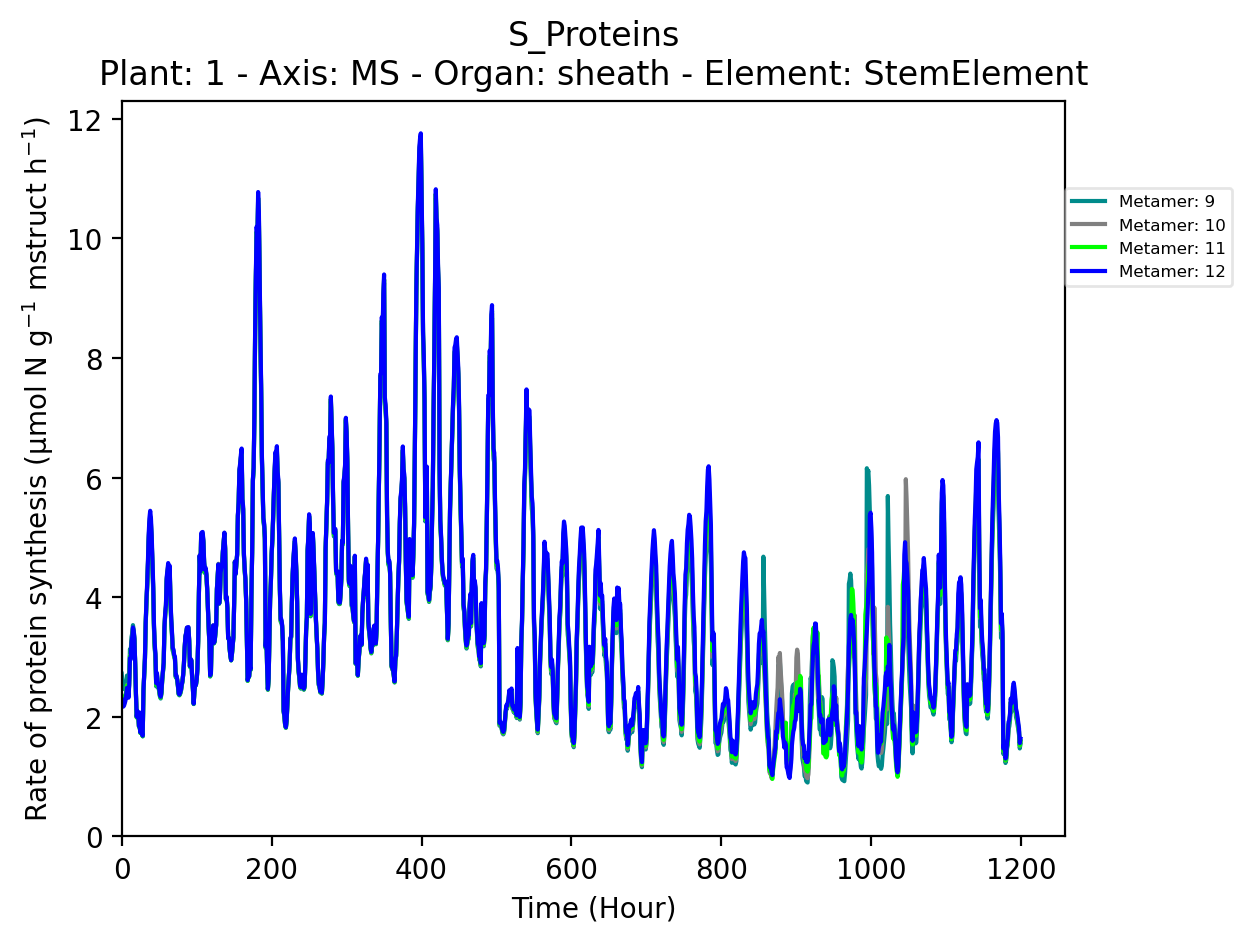 S_Proteins
Plant: 1 - Axis: MS - Organ: sheath - Element: StemElement
Rate of protein synthesis (µmol N g⁻¹ mstruct h⁻¹)
12
10
8
6
4
2
0
0 200 400 600 800 1000 1200
Time (Hour)
Metamer: 9
Metamer: 10
Metamer: 11
Metamer: 12